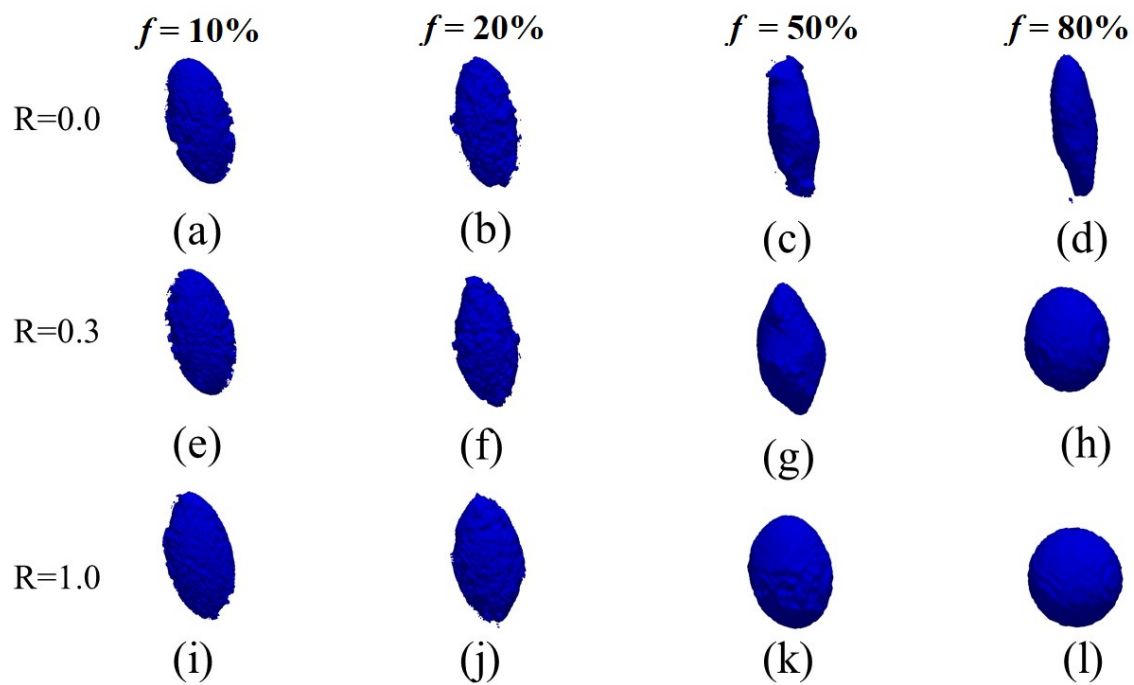 f = 10% f = 20% f = 50% f = 80%
R=0.0
(a) (b) (c) (d)
R=0.3
(e) (f) (g) (h)
R=1.0
(i) (j) (k) (l)